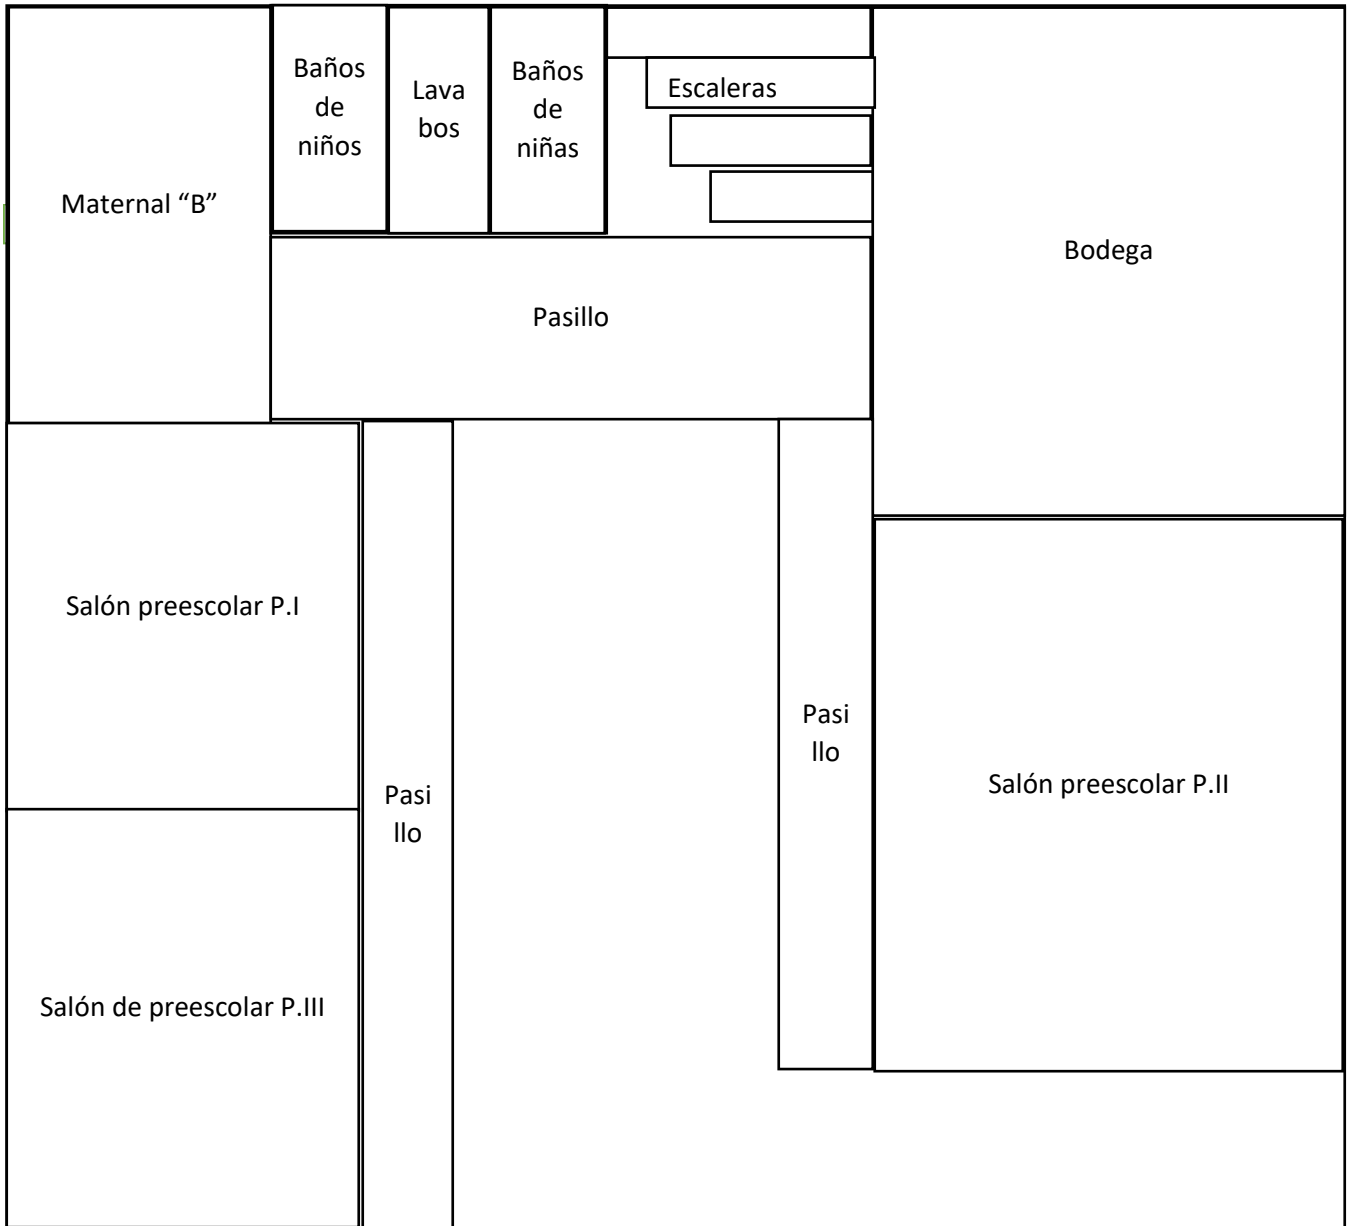 Baños
de
niños
Lava
bos
Baños
de
niñas
Escaleras
Maternal “B”
Bodega
Pasillo
Salón preescolar P.I
Pasi
llo
Salón preescolar P.II
Pasi
llo
Salón de preescolar P.III